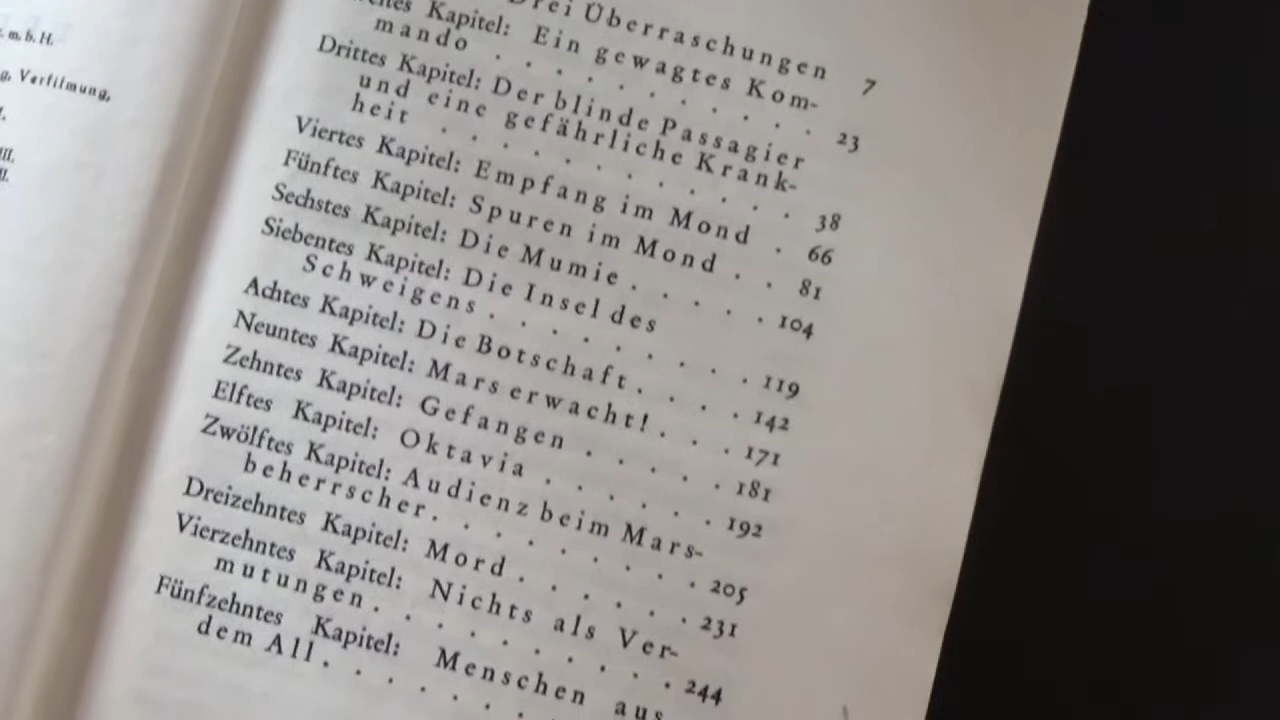 . m. b. H.
g, Verfilmung,
I.
III.
II.
Drei Überraschungen 7
Kapitel: Ein gewagtes Kom-
mando . . . . . . . . . . 23
Drittes Kapitel: Der blinde Passagier
und eine gefährliche Krank-
heit . . . . . . . . . . 38
Viertes Kapitel: Empfang im Mond . 66
Fünftes Kapitel: Spuren im Mond . . 81
Sechstes Kapitel: Die Mumie . . . . . 104
Siebentes Kapitel: Die Insel des
Schweigens . . . . . . . . . 119
Achtes Kapitel: Die Botschaft . . . . 142
Neuntes Kapitel: Mars erwacht! . . . 171
Zehntes Kapitel: Gefangen . . . . . 181
Elftes Kapitel: Oktavia . . . . . . 192
Zwölftes Kapitel: Audienz beim Mars-
beherrscher . . . . . . . . . 205
Dreizehntes Kapitel: Mord . . . . . . 231
Vierzehntes Kapitel: Nichts als Ver-
mutungen . . . . . . . . . . 244
Fünfzehntes Kapitel: Menschen aus
dem All . . . . . .